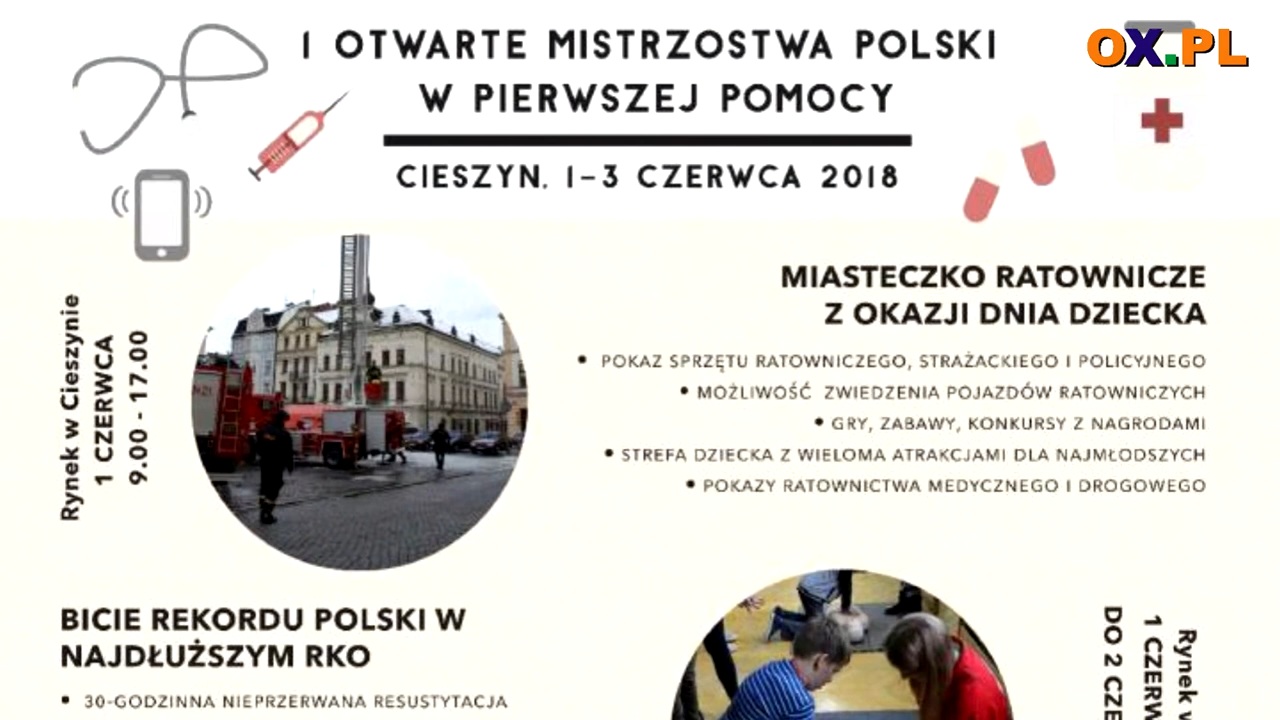 I OTWARTE MISTRZOSTWA POLSKI
W PIERWSZEJ POMOCY
CIESZYN, 1-3 CZERWCA 2018
OX.PL
Rynek w Cieszynie
1 CZERWCA
9.00 - 17.00
MIASTECZKO RATOWNICZE
Z OKAZJI DNIA DZIECKA
• POKAZ SPRZĘTU RATOWNICZEGO, STRAŻACKIEGO I POLICYJNEGO
• MOŻLIWOŚĆ ZWIEDZENIA POJAZDÓW RATOWNICZYCH
• GRY, ZABAWY, KONKURSY Z NAGRODAMI
• STREFA DZIECKA Z WIELOMA ATRAKCJAMI DLA NAJMŁODSZYCH
• POKAZY RATOWNICTWA MEDYCZNEGO I DROGOWEGO
BICIE REKORDU POLSKI W
NAJDŁUŻSZYM RKO
• 30-GODZINNA NIEPRZERWANA RESUSTYTACJA
Rynek
1
DO 2